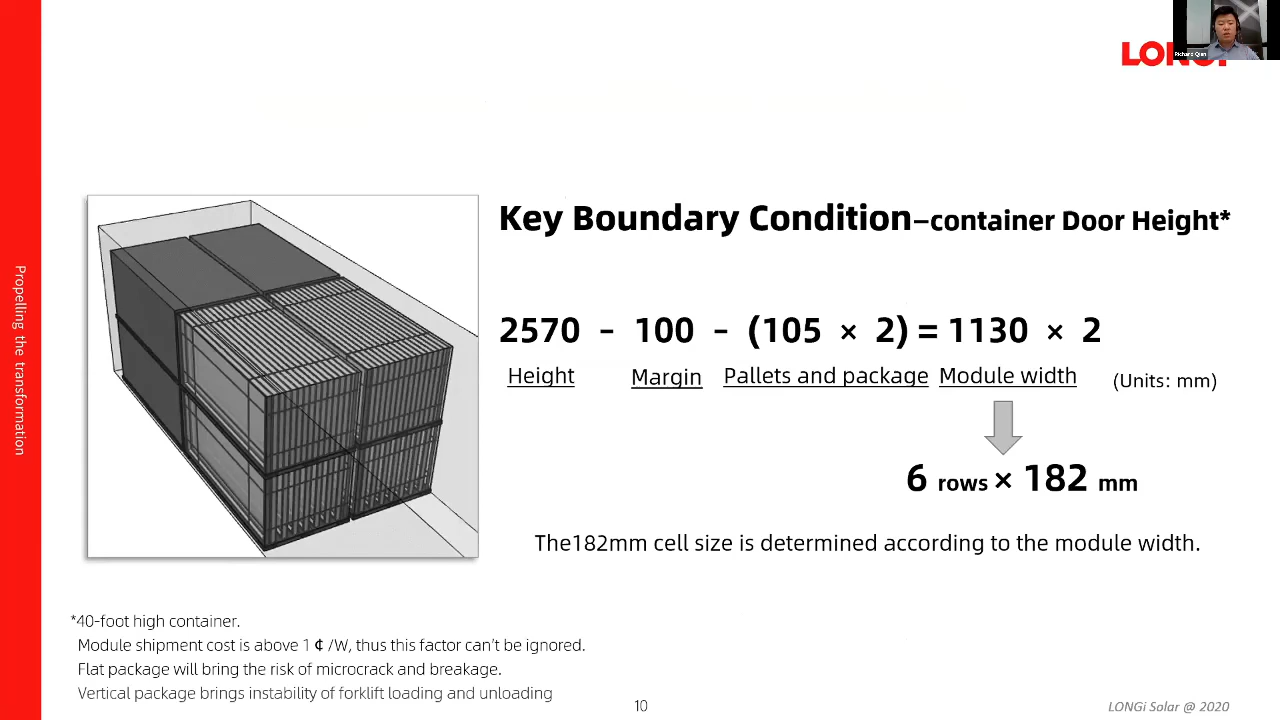 Richard Qian
LONGi
Propelling the transformation
Key Boundary Condition–container Door Height*
2570 – 100 – (105 × 2) = 1130 × 2
Height Margin Pallets and package Module width (Units: mm)
6 rows × 182 mm
The182mm cell size is determined according to the module width.
*40-foot high container.
Module shipment cost is above 1 ¢ /W, thus this factor can't be ignored.
Flat package will bring the risk of microcrack and breakage.
Vertical package brings instability of forklift loading and unloading
10
LONGi Solar @ 2020